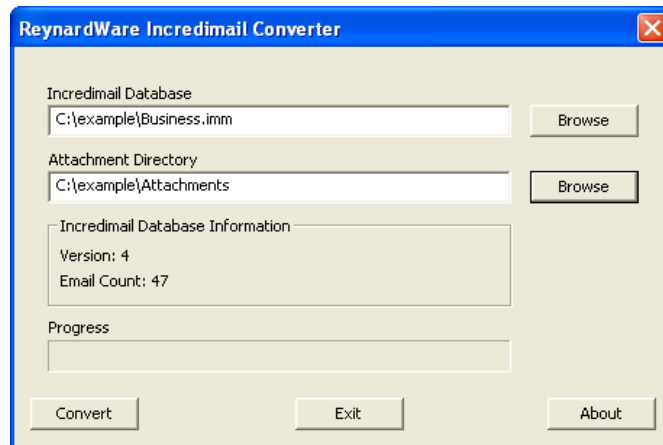 ReynardWare Incredimail Converter
Incredimail Database
C:\example\Business.imm
Browse
Attachment Directory
C:\example\Attachments
Browse
Incredimail Database Information
Version: 4
Email Count: 47
Progress
Convert
Exit
About